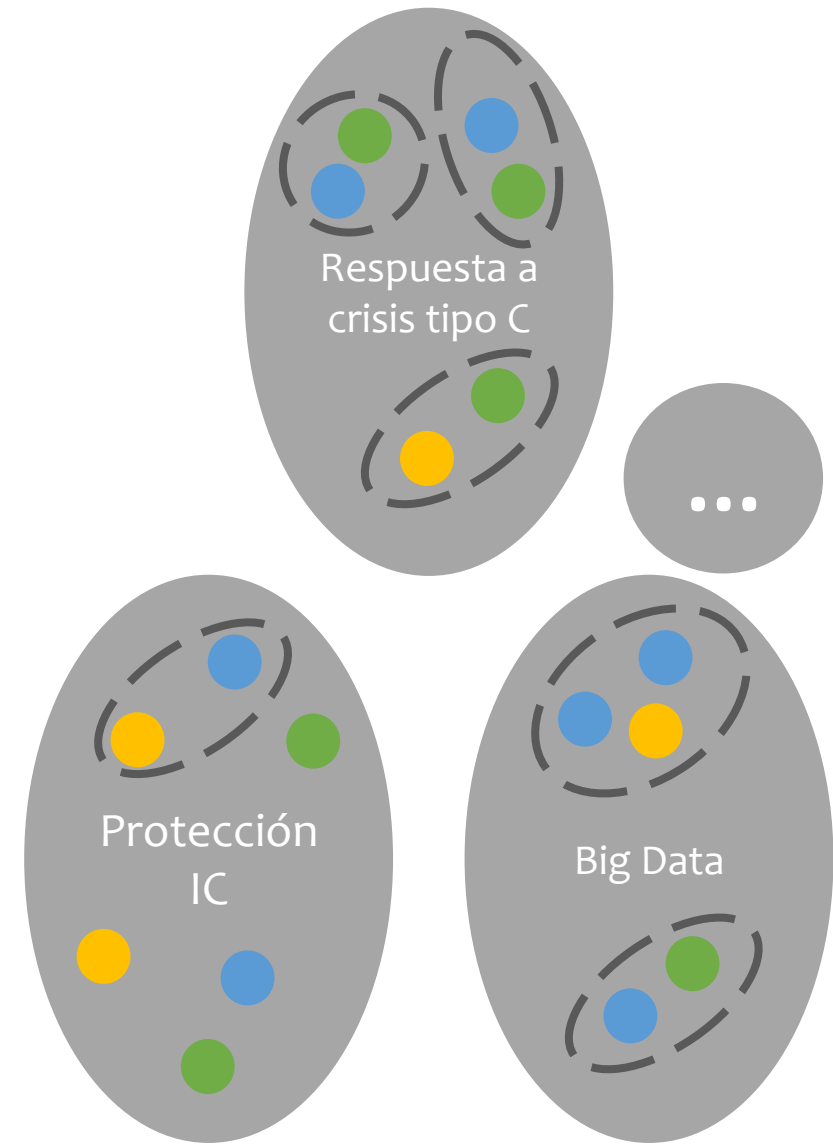 Respuesta a
crisis tipo C
...
Protección
IC
Big Data